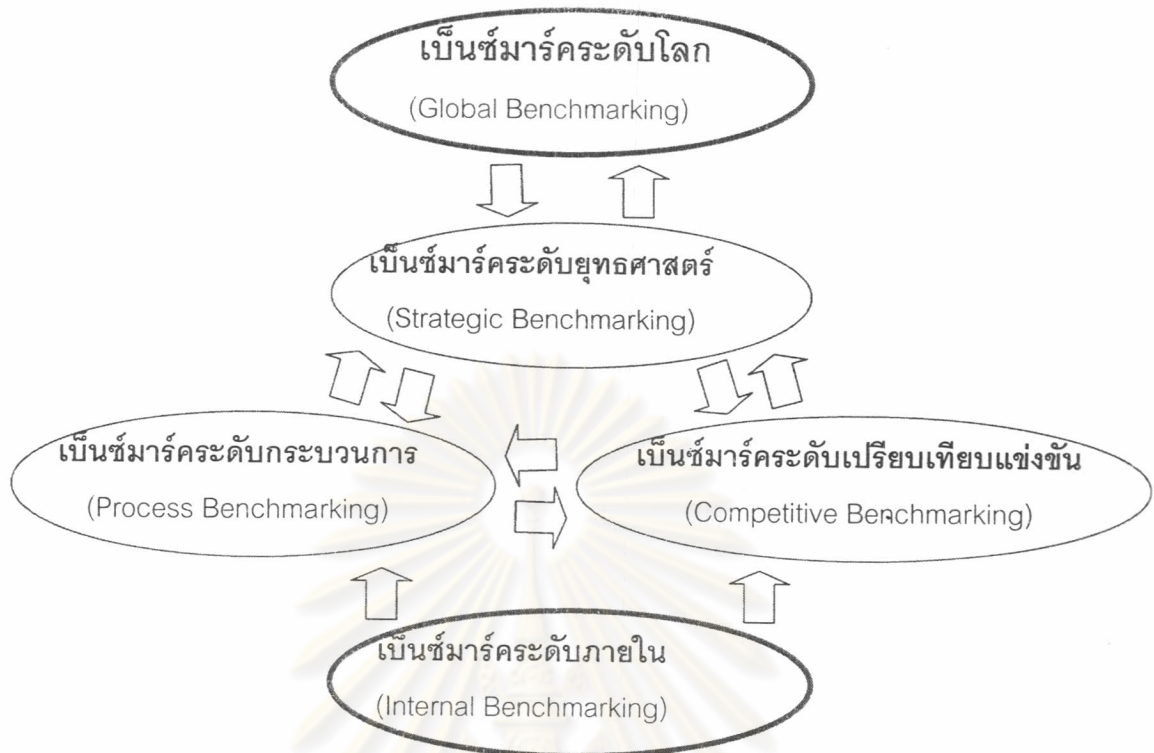 เบ็นซ์มาร์คระดับโลก
(Global Benchmarking)
เบ็นซ์มาร์คระดับยุทธศาสตร์
(Strategic Benchmarking)
เบ็นซ์มาร์คระดับกระบวนการ
(Process Benchmarking)
เบ็นซ์มาร์คระดับเปรียบเทียบแข่งขัน
(Competitive Benchmarking)
เบ็นซ์มาร์คระดับภายใน
(Internal Benchmarking)